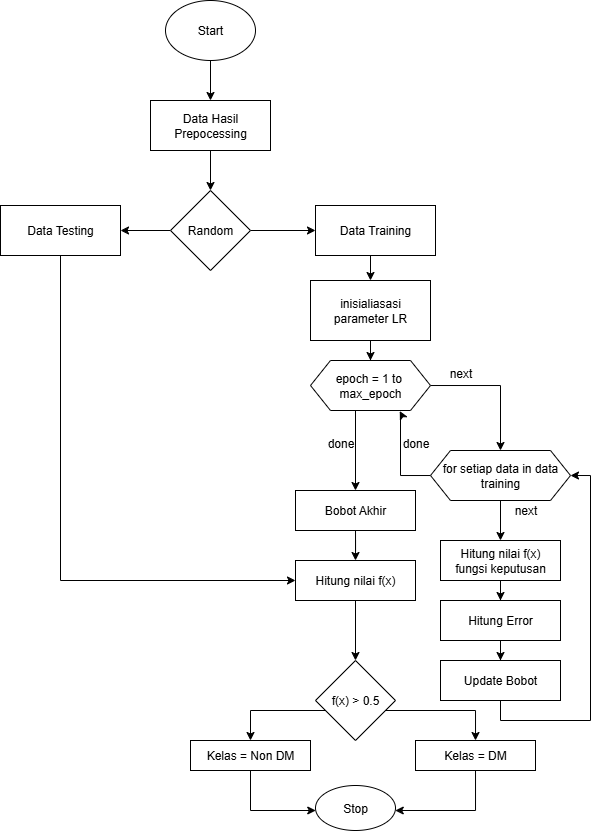 Start
Data Hasil
Prepocessing
Data Testing
Random
Data Training
inisialiasasi
parameter LR
epoch = 1 to
max_epoch
next
done
done
for setiap data in data
training
next
Bobot Akhir
Hitung nilai f(x)
fungsi keputusan
Hitung nilai f(x)
Hitung Error
Update Bobot
f(x) > 0.5
Kelas = Non DM
Kelas = DM
Stop